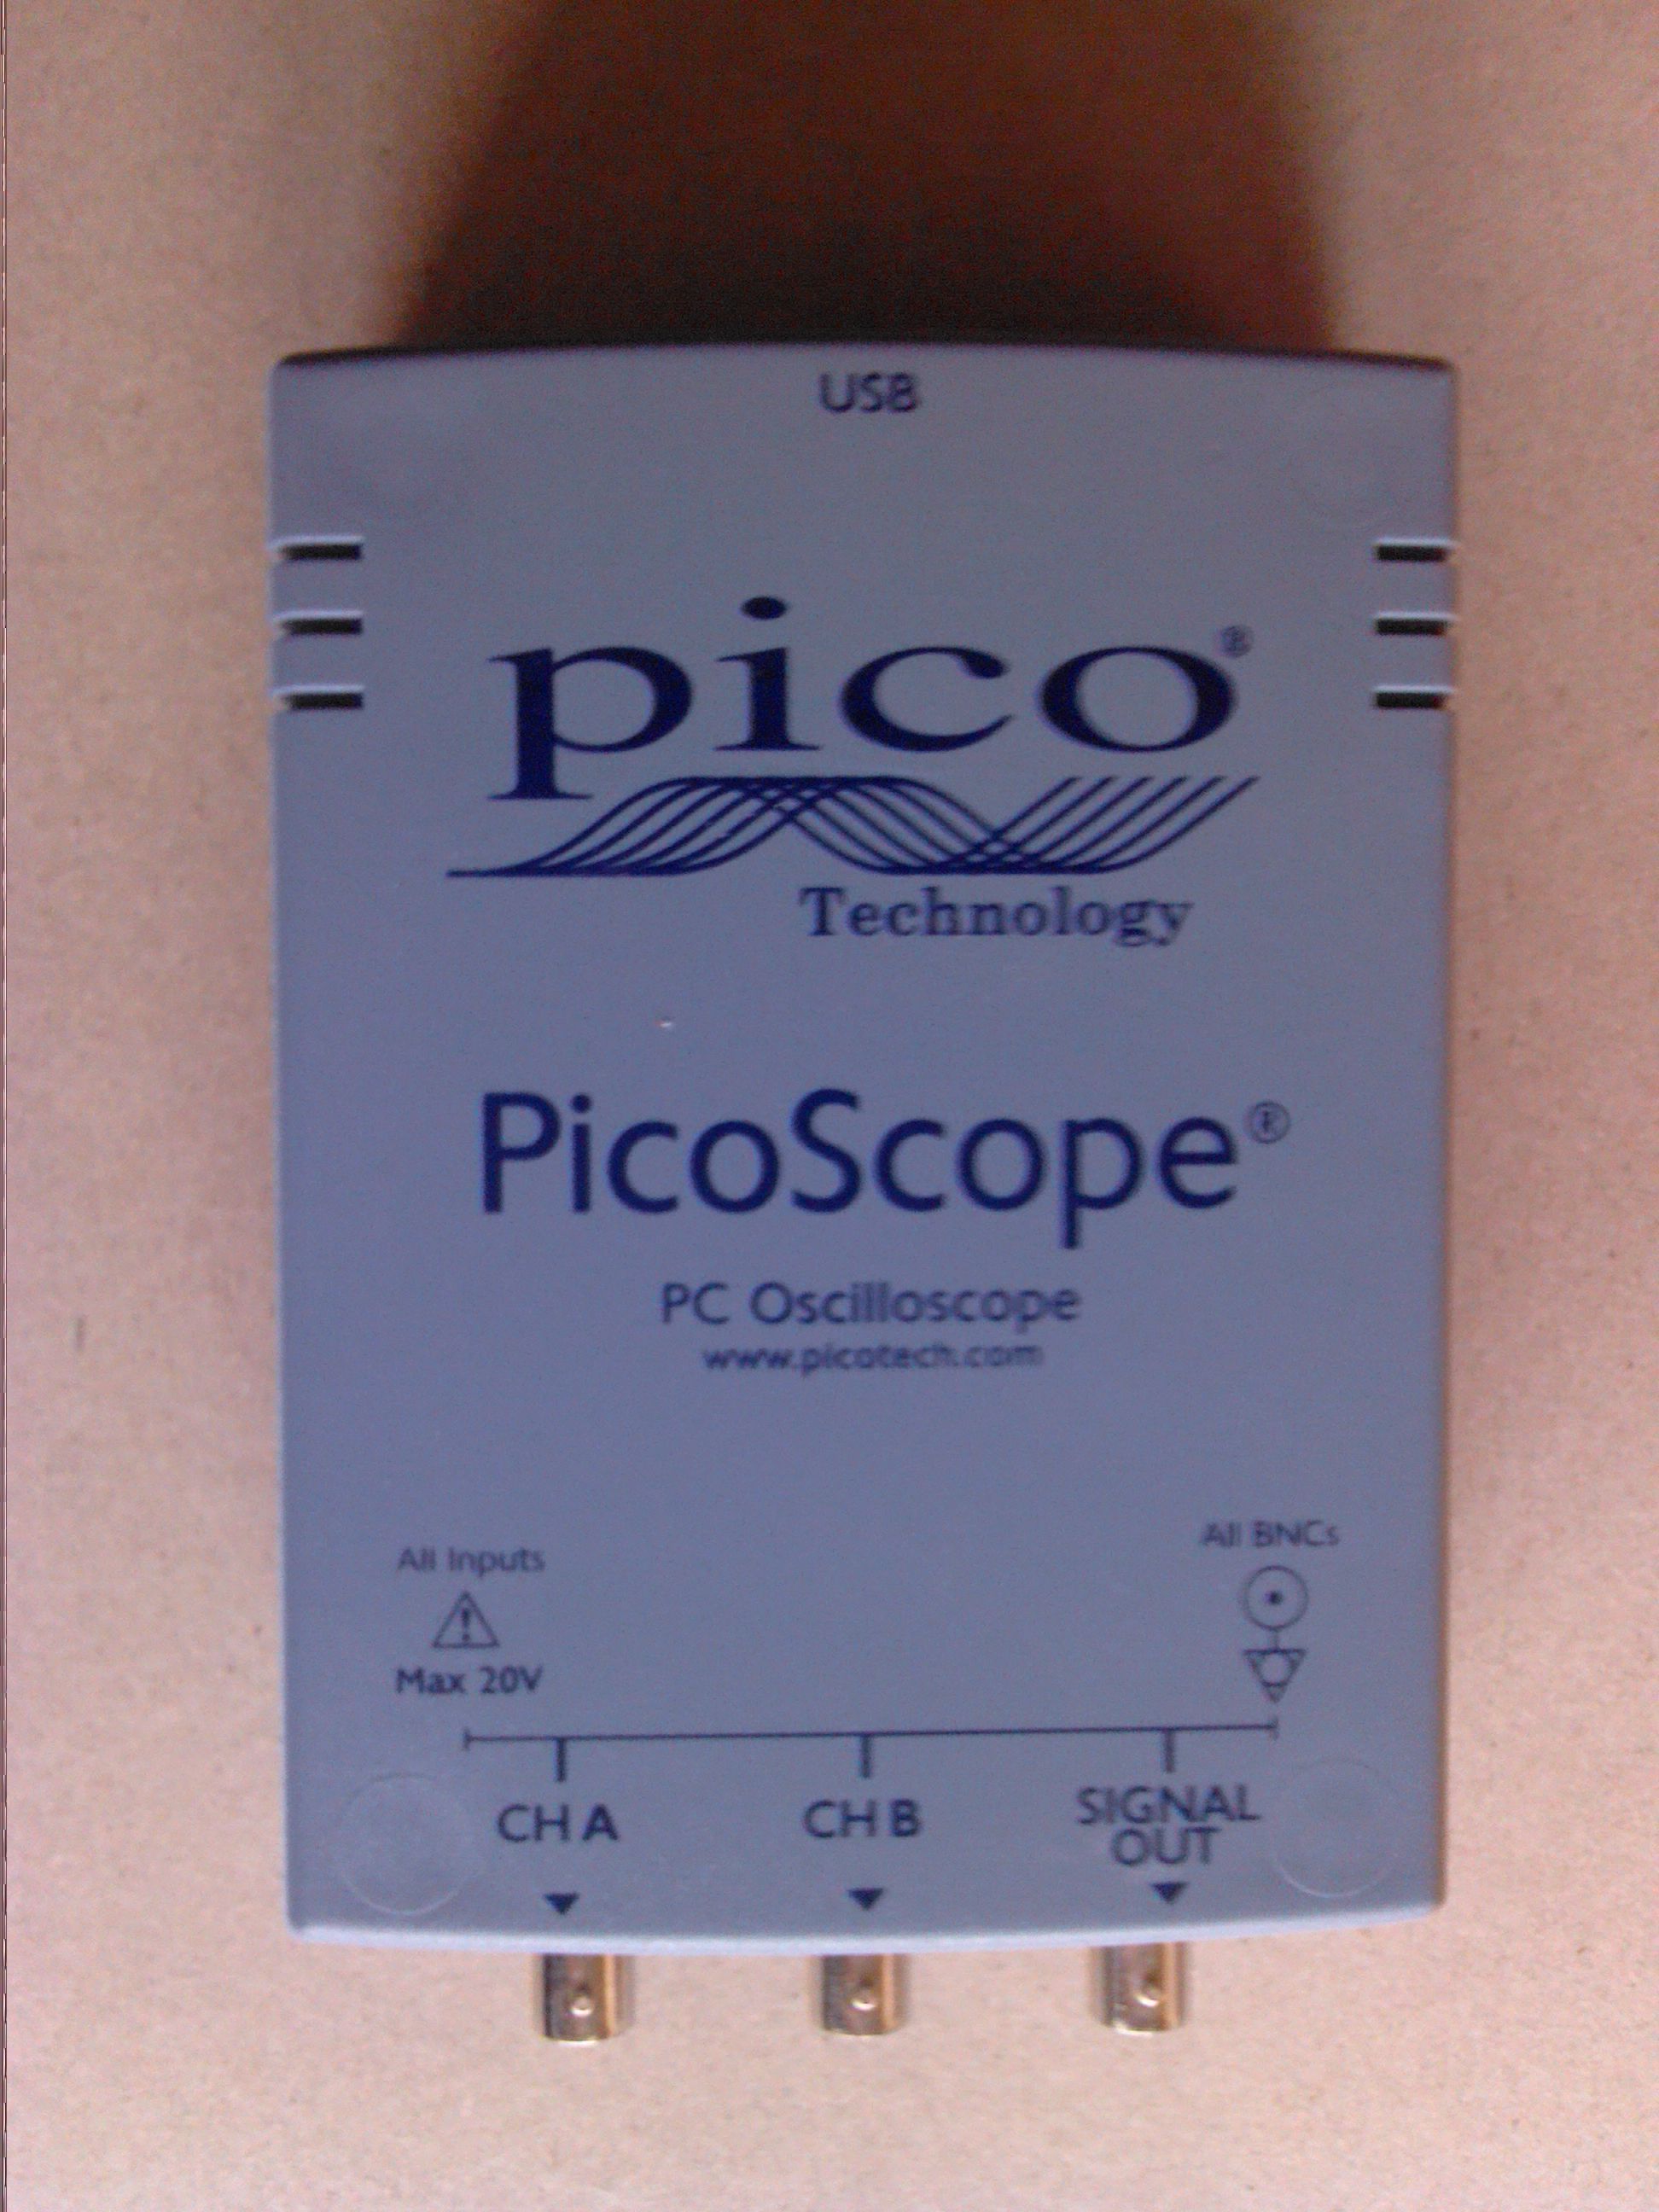 USB
pico®
Technology
PicoScope®
PC Oscilloscope
www.picotech.com
All Inputs
Max 20V
All BNCs
CH A
CH B
SIGNAL
OUT